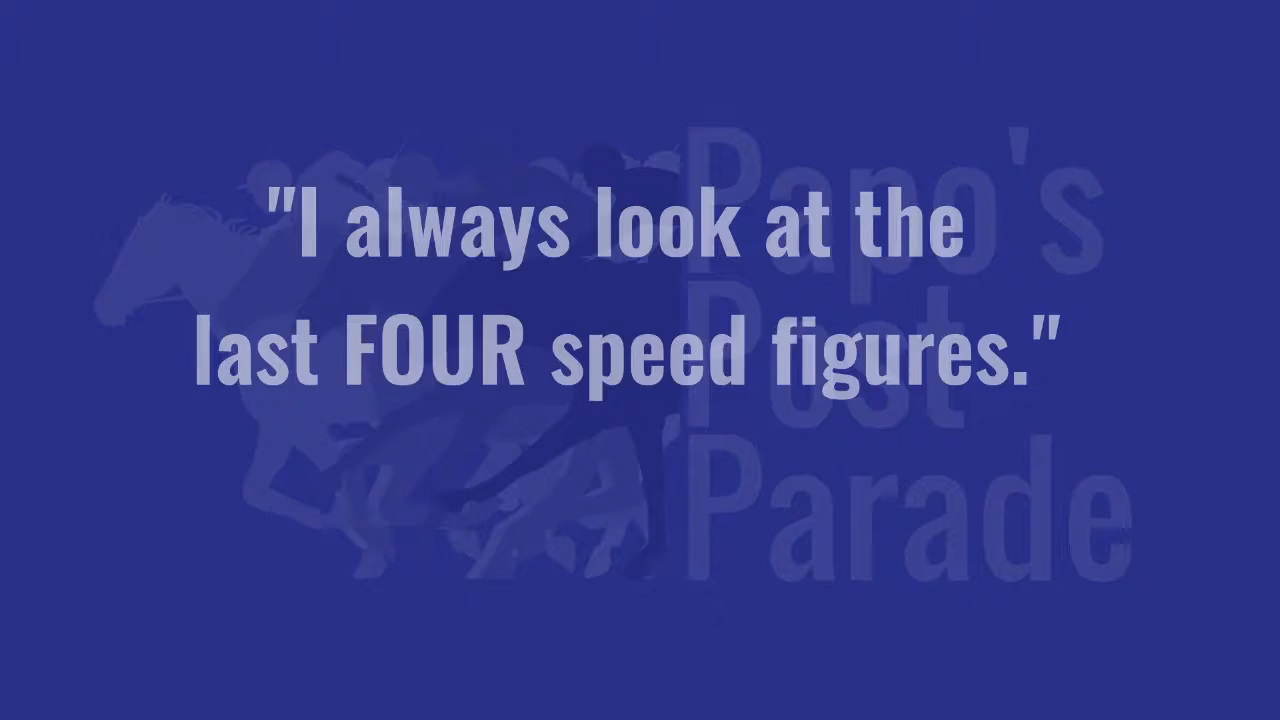 "I always look at the
last FOUR speed figures."
Papo's
Post
Parade